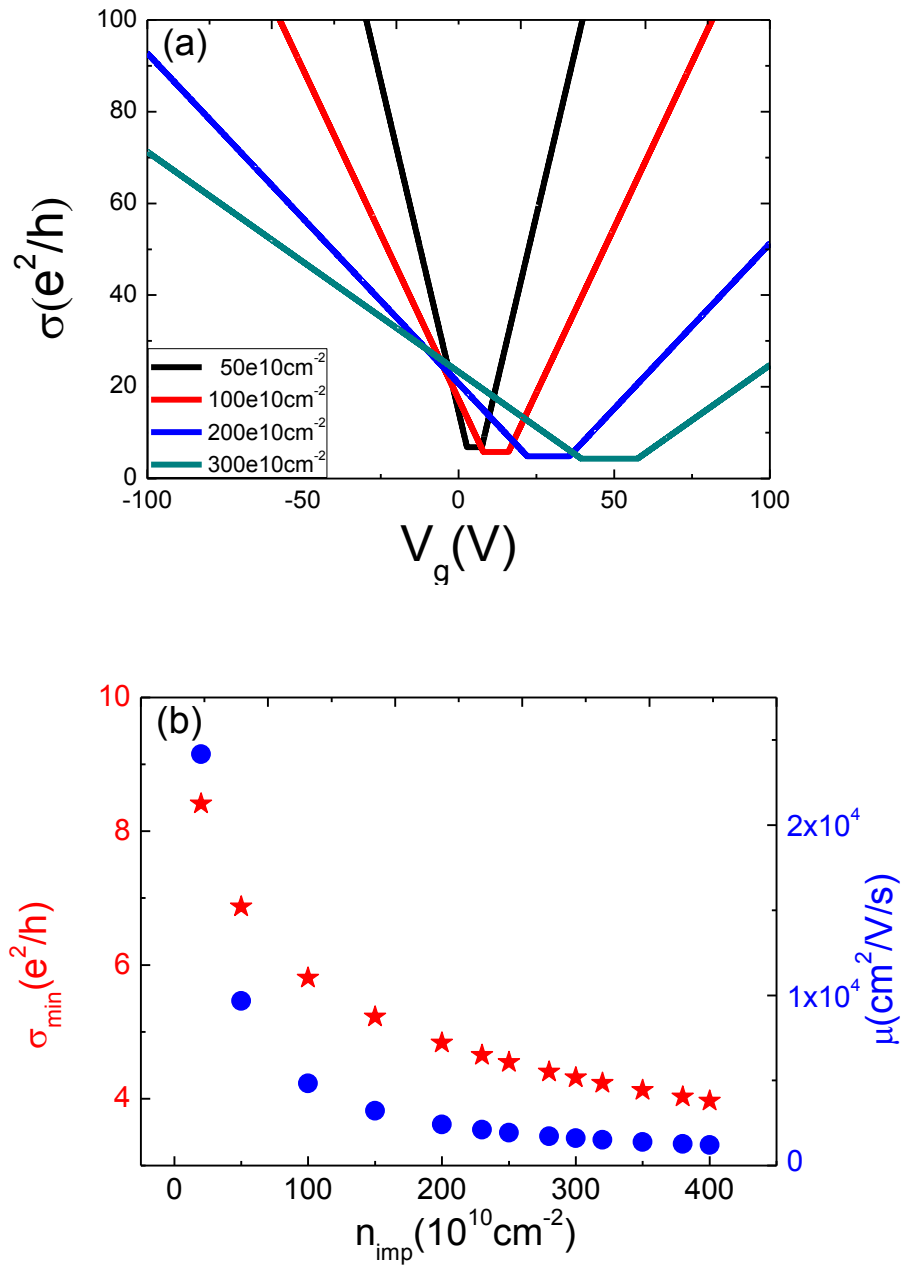 (a)
100
80
60
40
20
0
σ(e²/h)
50e10cm⁻²
100e10cm⁻²
200e10cm⁻²
300e10cm⁻²
-100 -50 0 50 100
V_g(V)
(b)
10
8
6
4
σ_min(e²/h)
2x10⁴
1x10⁴
0
μ(cm²/V/s)
0 100 200 300 400
n_imp(10¹⁰cm⁻²)